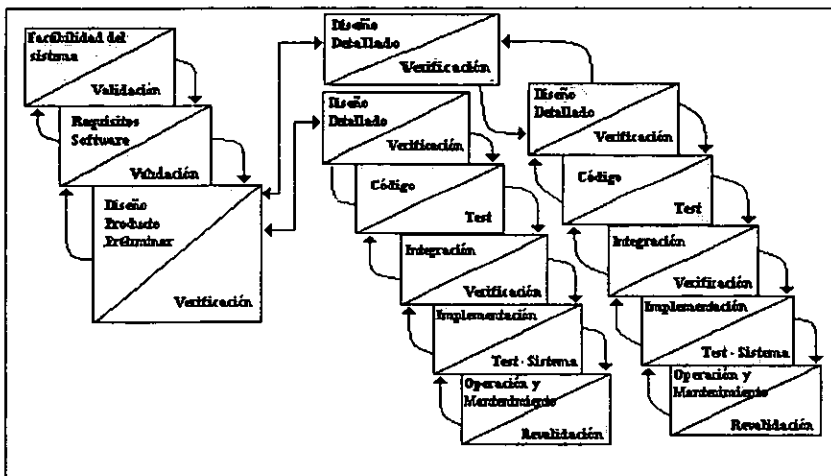 Factibilidad del
sistema
Validación
Requisitos
Software
Validación
Diseño
Producto
Preliminar
Verificación
Diseño
Detallado
Verificación
Diseño
Detallado
Verificación
Código
Test
Integración
Verificación
Implementación
Test - Sistema
Operación y
Mantenimiento
Revalidación
Diseño
Detallado
Verificación
Código
Test
Integración
Verificación
Implementación
Test - Sistema
Operación y
Mantenimiento
Revalidación